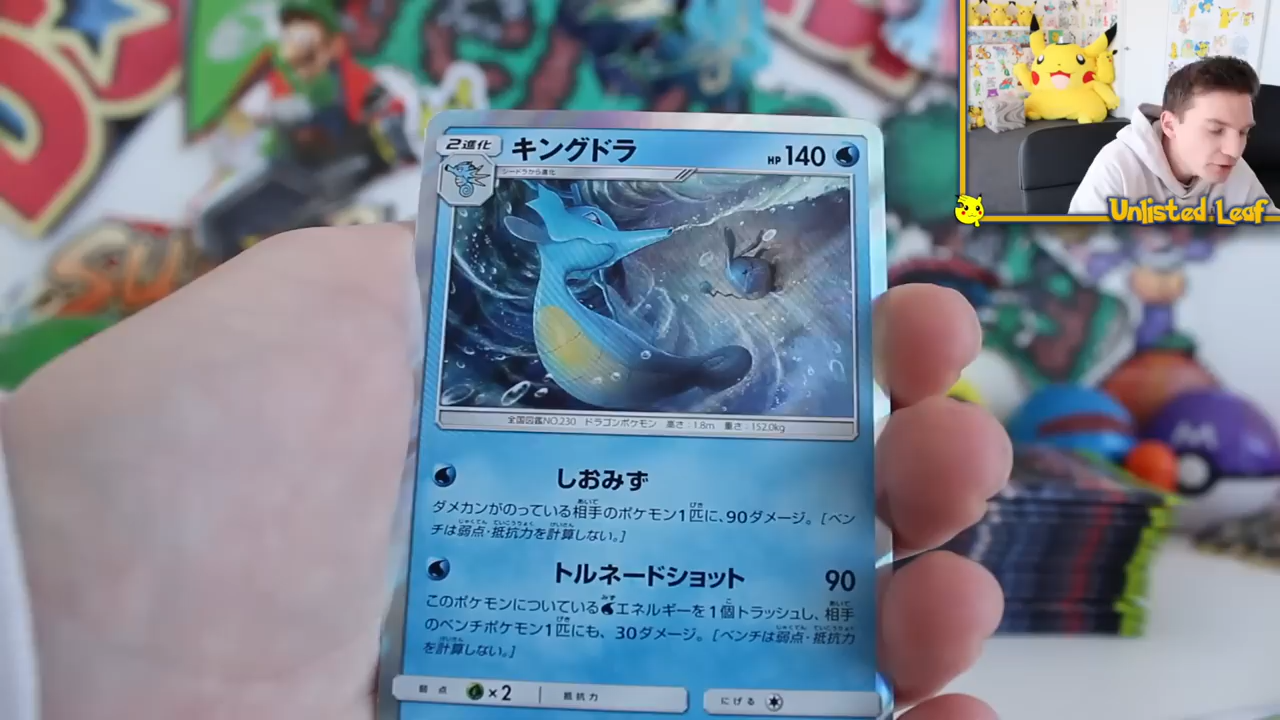 2進化 キングドラ HP 140
シードラから進化
全国図鑑NO.230 ドラゴンポケモン 高さ:1.8m 重さ:152.0kg
しおみず
ダメカンがのっている相手のポケモン1匹に、90ダメージ。[ベン
チは弱点・抵抗力を計算しない。]
トルネードショット 90
このポケモンについている エネルギーを1個トラッシュし、相手
のベンチポケモン1匹にも、30ダメージ。[ベンチは弱点・抵抗力
を計算しない。]
弱点 ×2 抵抗力 にげる
Unlisted Leaf
SU